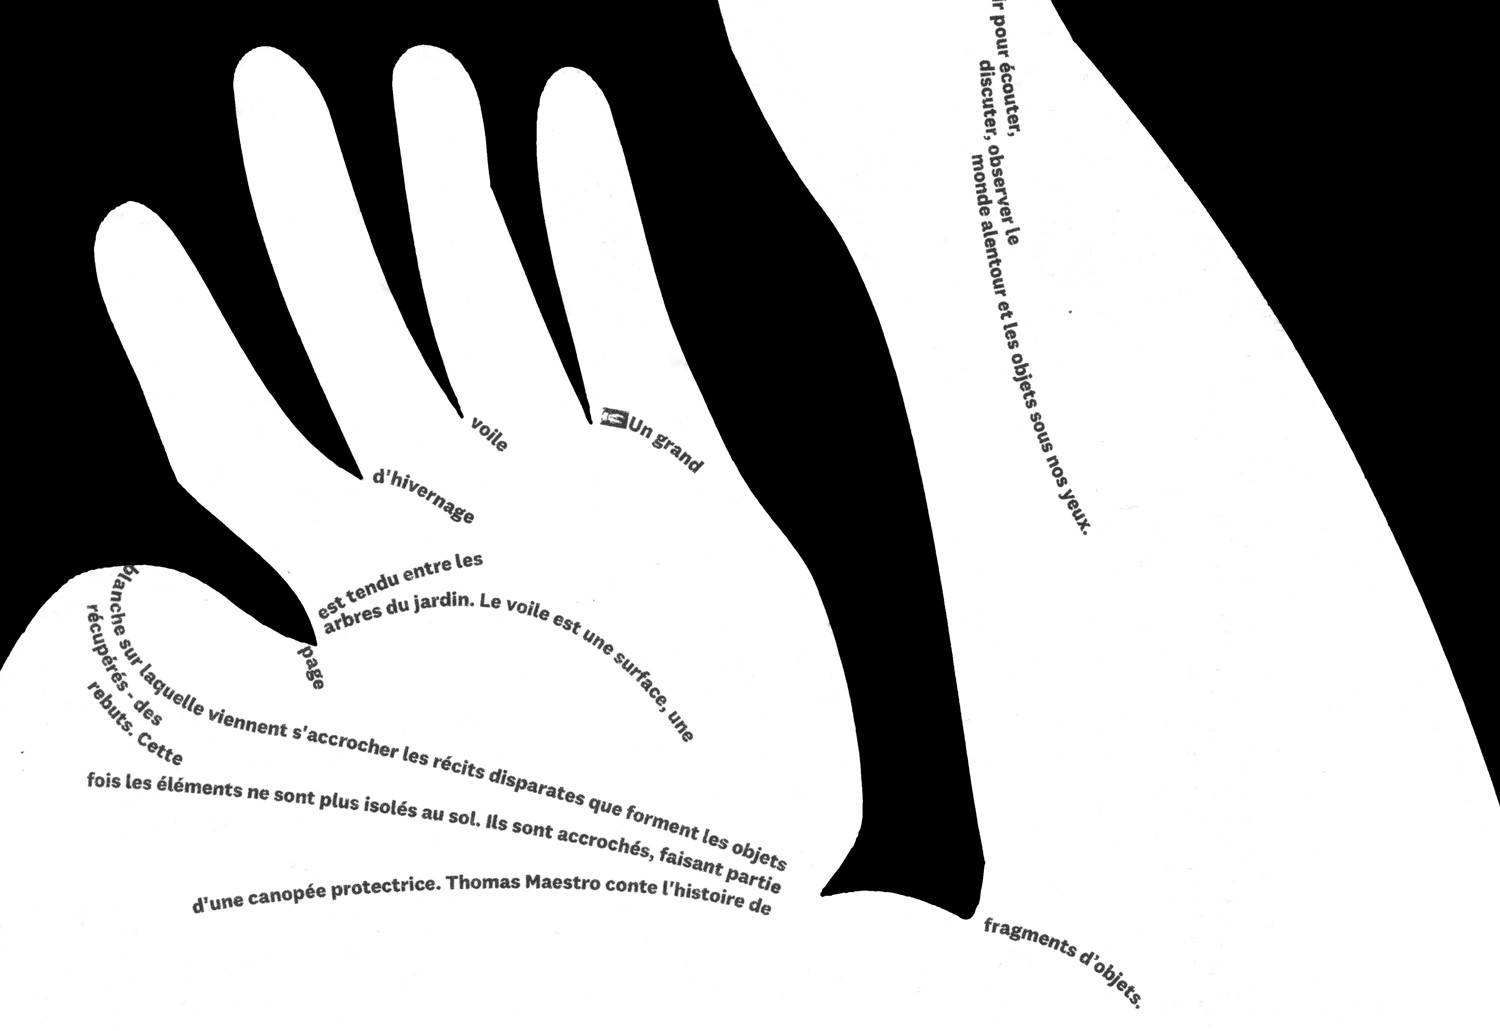 Un grand
voile
d'hivernage
est tendu entre les
arbres du jardin. Le voile est une surface, une
page
blanche sur laquelle viennent s'accrocher les récits disparates que forment les objets
récupérés - des
rebuts. Cette
fois les éléments ne sont plus isolés au sol. Ils sont accrochés, faisant partie
d'une canopée protectrice. Thomas Maestro conte l'histoire de
fragments d'objets.
pour écouter,
discuter, observer le
monde alentour et les objets sous nos yeux.